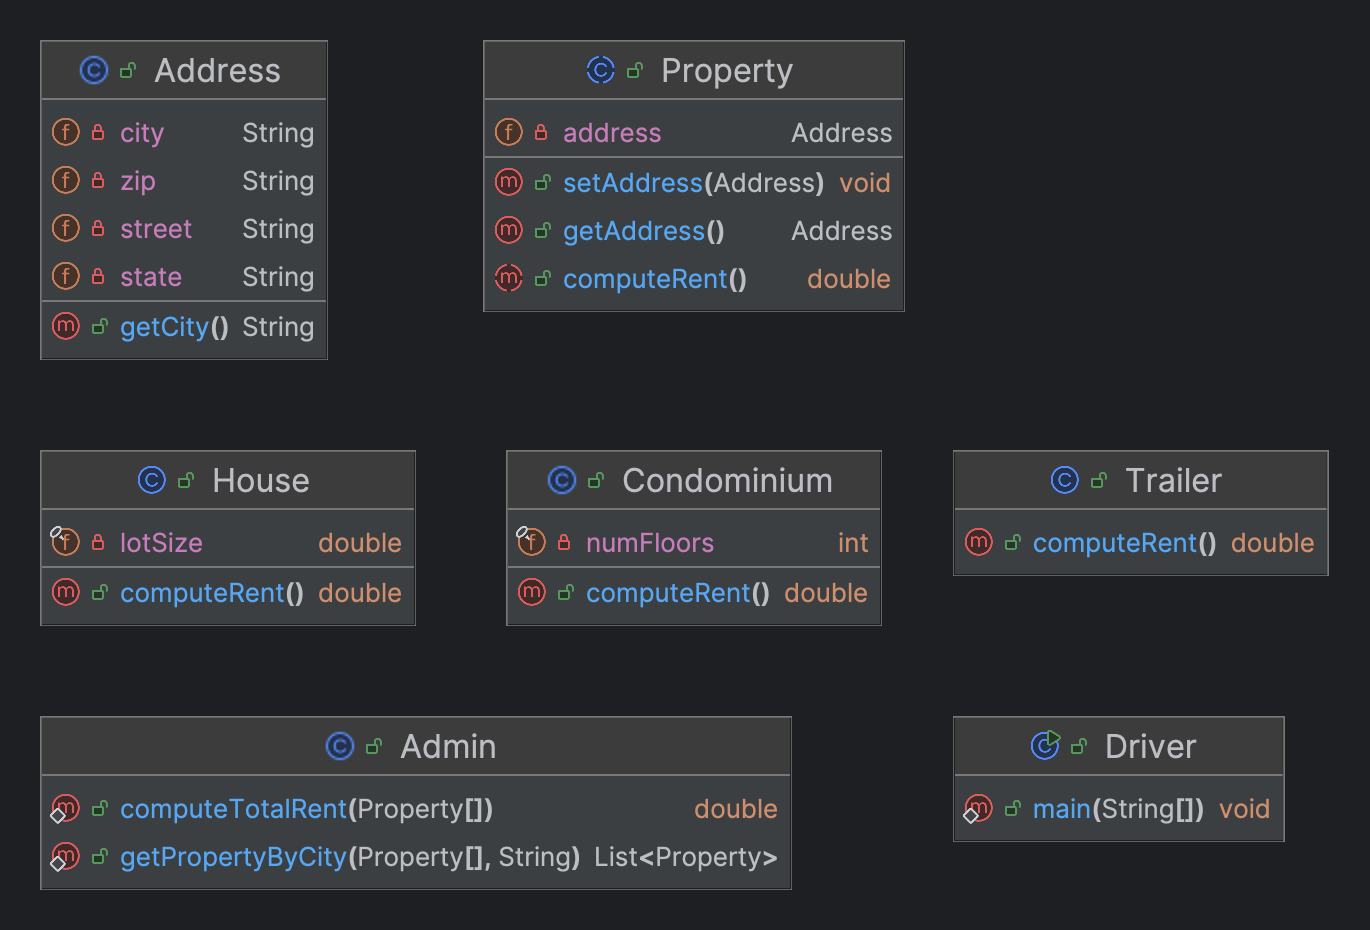 Address
city String
zip String
street String
state String
getCity() String
Property
address Address
setAddress(Address) void
getAddress() Address
computeRent() double
House
lotSize double
computeRent() double
Condominium
numFloors int
computeRent() double
Trailer
computeRent() double
Admin
computeTotalRent(Property[]) double
getPropertyByCity(Property[], String) List<Property>
Driver
main(String[]) void